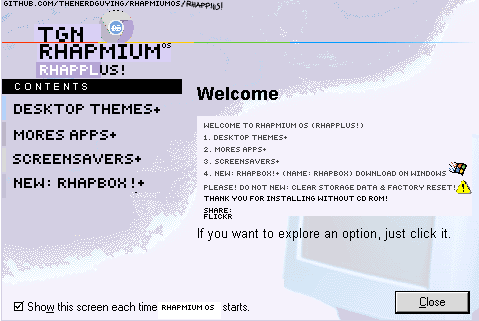 GITHUB.COM/THENERDGUYING/RHAPMIUMOS/RHAPPLUS!
TGN
RHAPMIUM OS
RHAPPLUS!
CONTENTS
DESKTOP THEMES+
MORES APPS+
SCREENSAVERS+
NEW: RHAPBOX!+
Welcome
WELCOME TO RHAPMIUM OS (RHAPPLUS!)
1. DESKTOP THEMES+
2. MORES APPS+
3. SCREENSAVERS+
4. NEW: RHAPBOX!+ (NAME: RHAPBOX) DOWNLOAD ON WINDOWS
PLEASE! DO NOT NEW: CLEAR STORAGE DATA & FACTORY RESET!
THANK YOU FOR INSTALLING WITHOUT CD ROM!
SHARE:
FLICKR
If you want to explore an option, just click it.
Show this screen each time RHAPMIUM OS starts.
Close